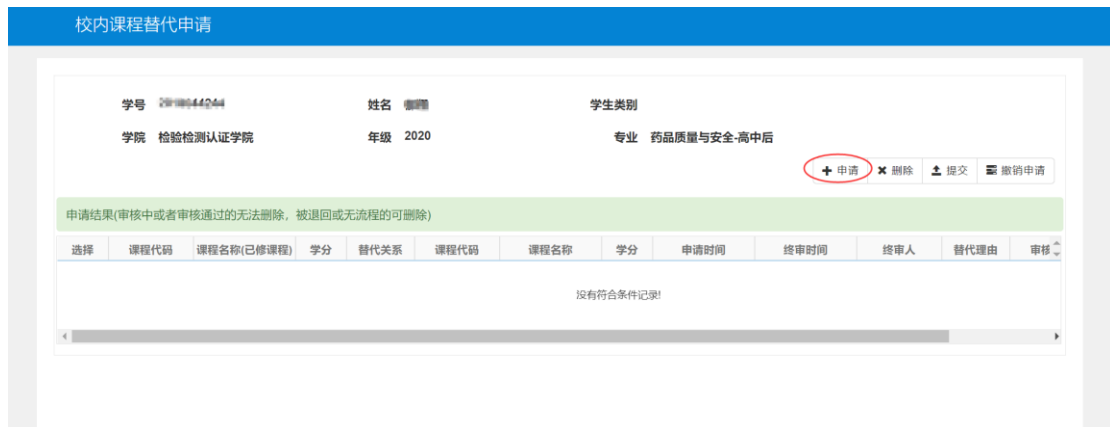 校内课程替代申请
学号 姓名 学生类别
学院 检验检测认证学院 年级 2020 专业 药品质量与安全-高中后
申请 删除 提交 撤销申请
申请结果(审核中或者审核通过的无法删除，被退回或无流程的可删除)
选择 课程代码 课程名称(已修课程) 学分 替代关系 课程代码 课程名称 学分 申请时间 终审时间 终审人 替代理由 审核
没有符合条件记录!